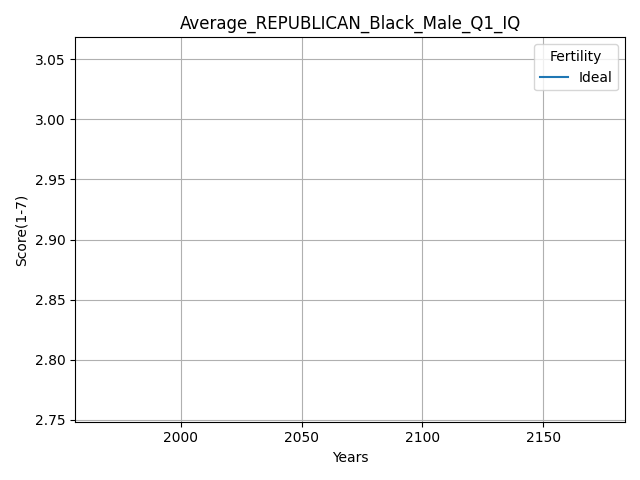 Average_REPUBLICAN_Black_Male_Q1_IQ
Fertility
Ideal
Score(1-7)
3.05
3.00
2.95
2.90
2.85
2.80
2.75
2000
2050
2100
2150
Years